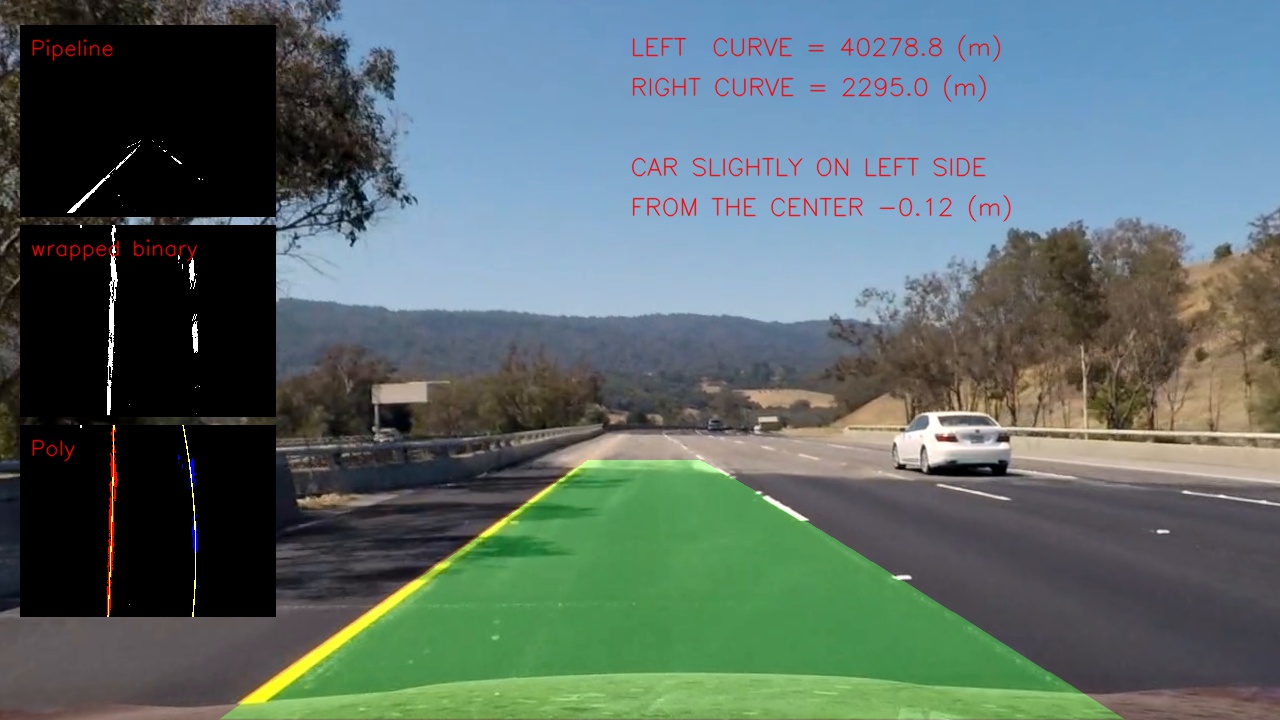 Pipeline
wrapped binary
Poly
LEFT CURVE = 40278.8 (m)
RIGHT CURVE = 2295.0 (m)
CAR SLIGHTLY ON LEFT SIDE
FROM THE CENTER -0.12 (m)